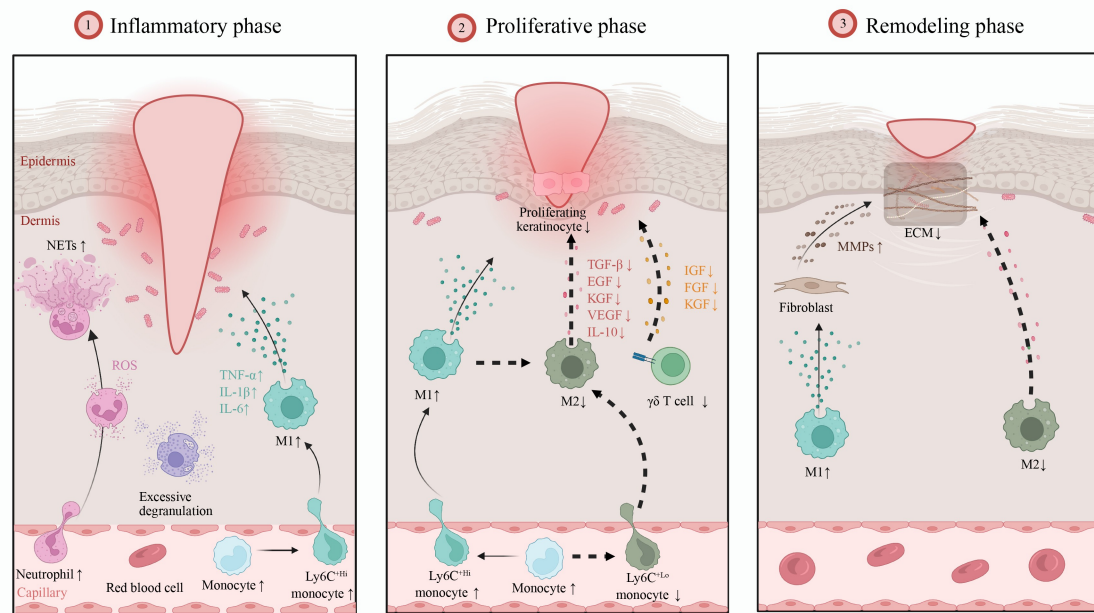 1 Inflammatory phase
Epidermis
Dermis
NETs ↑
ROS
TNF-α↑
IL-1β↑
IL-6↑
M1↑
Excessive
degranulation
Neutrophil ↑
Capillary
Red blood cell
Monocyte ↑
Ly6C+Hi
monocyte ↑
2 Proliferative phase
Proliferating
keratinocyte ↓
TGF-β ↓
EGF ↓
KGF ↓
VEGF ↓
IL-10 ↓
IGF ↓
FGF ↓
KGF ↓
M1↑
M2↓
γδ T cell ↓
Ly6C+Hi
monocyte ↑
Monocyte ↑
Ly6C+Lo
monocyte ↓
3 Remodeling phase
ECM ↓
MMPs ↑
Fibroblast
M1↑
M2↓